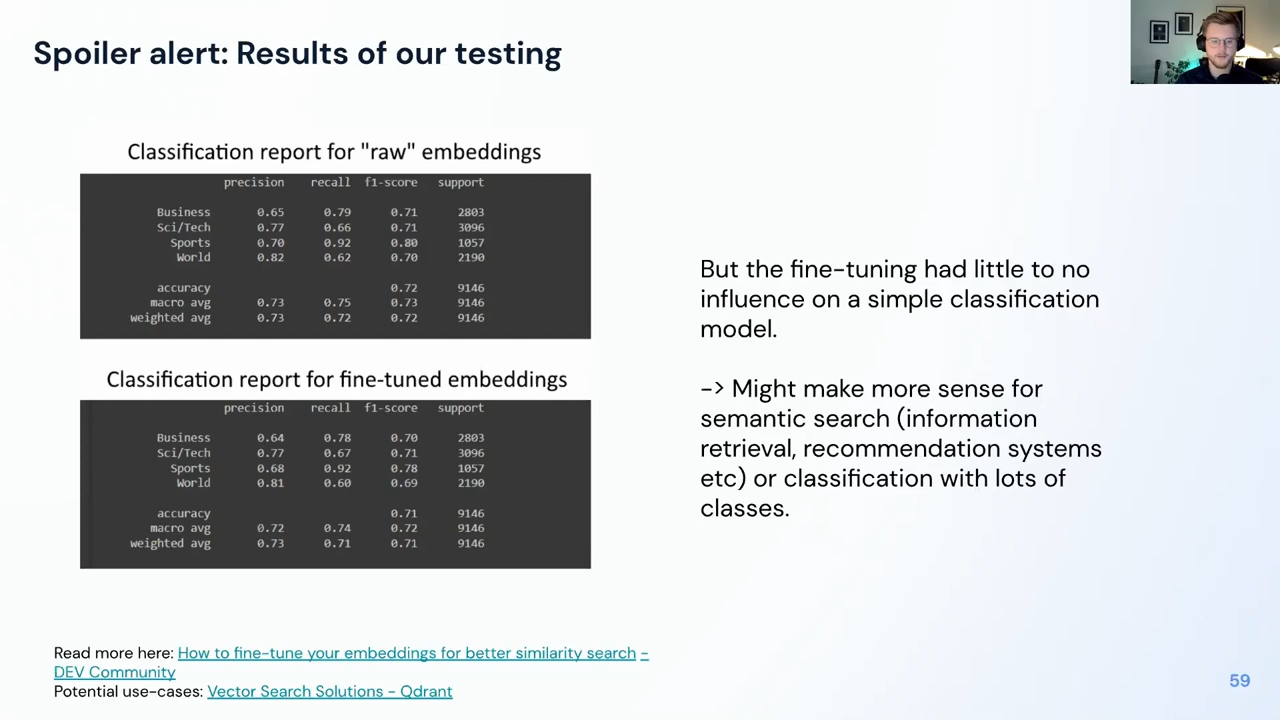 Spoiler alert: Results of our testing
Classification report for "raw" embeddings
precision recall f1-score support
Business 0.65 0.79 0.71 2803
Sci/Tech 0.77 0.66 0.71 3096
Sports 0.70 0.92 0.80 1057
World 0.82 0.62 0.70 2190
accuracy 0.72 9146
macro avg 0.73 0.75 0.73 9146
weighted avg 0.73 0.72 0.72 9146
Classification report for fine-tuned embeddings
precision recall f1-score support
Business 0.64 0.78 0.70 2803
Sci/Tech 0.77 0.67 0.71 3096
Sports 0.68 0.92 0.78 1057
World 0.81 0.60 0.69 2190
accuracy 0.71 9146
macro avg 0.72 0.74 0.72 9146
weighted avg 0.73 0.71 0.71 9146
But the fine-tuning had little to no
influence on a simple classification
model.
-> Might make more sense for
semantic search (information
retrieval, recommendation systems
etc) or classification with lots of
classes.
Read more here: How to fine-tune your embeddings for better similarity search -
DEV Community
Potential use-cases: Vector Search Solutions - Qdrant
59